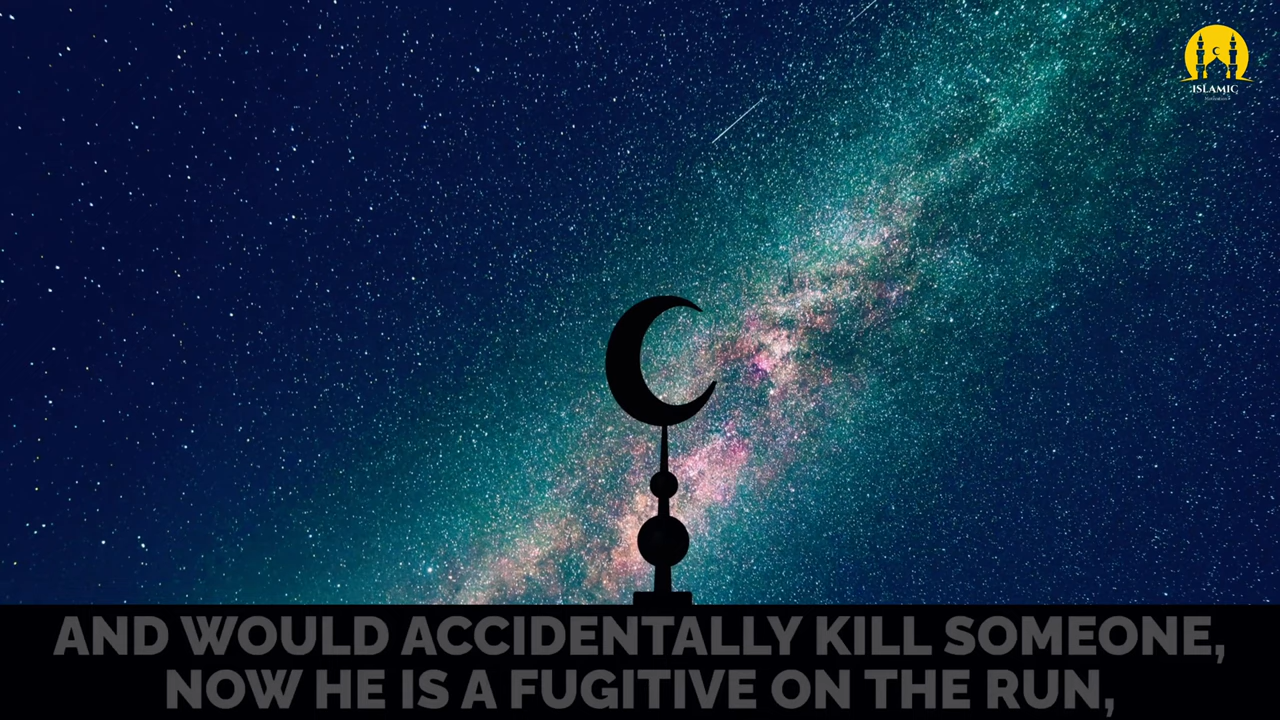 ISLAMIC
AND WOULD ACCIDENTALLY KILL SOMEONE,
NOW HE IS A FUGITIVE ON THE RUN,